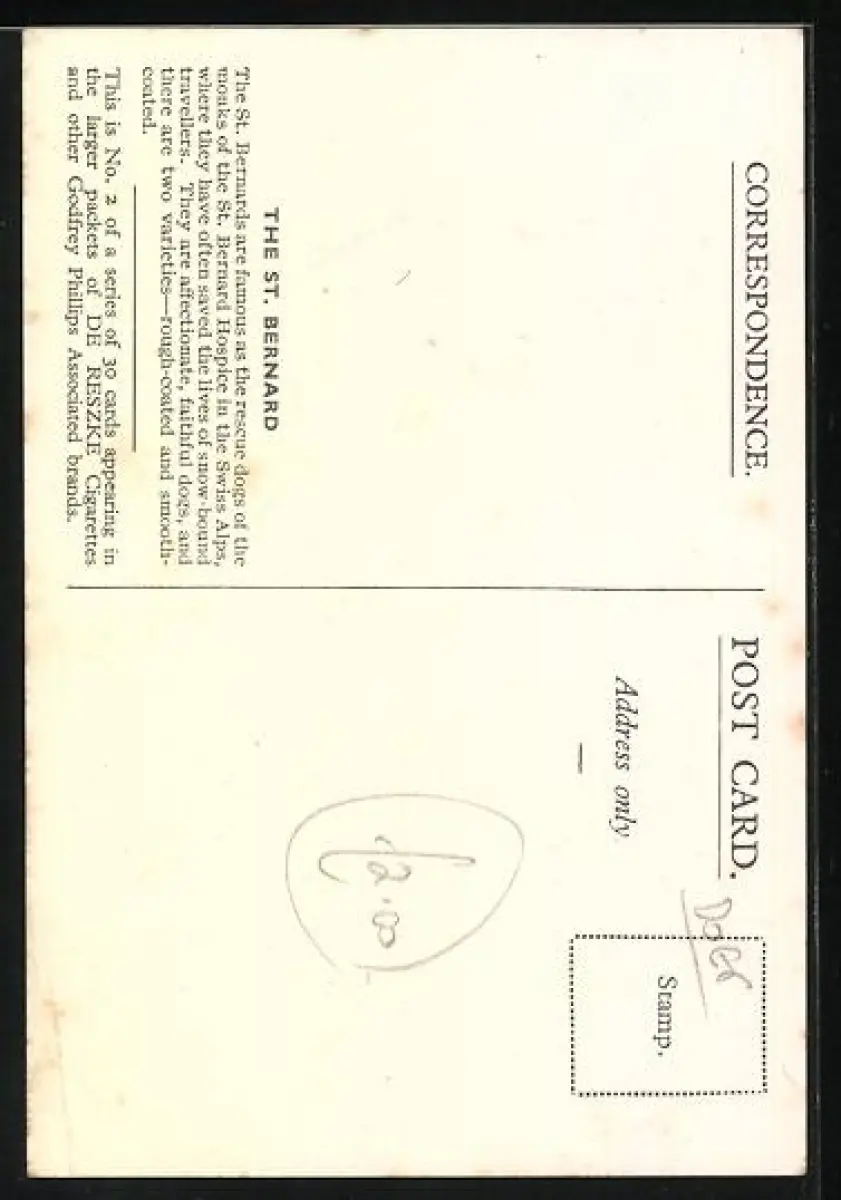 CORRESPONDENCE.
THE ST. BERNARD
The St. Bernards are famous as the rescue dogs of the
monks of the St. Bernard Hospice in the Swiss Alps,
where they have often saved the lives of snow-bound
travellers. They are affectionate, faithful dogs, and
there are two varieties—rough-coated and smooth-
coated.
This is No. 2 of a series of 30 cards appearing in
the larger packets of DE RESZKE Cigarettes
and other Godfrey Phillips Associated brands.
POST CARD.
Address only
DOGS
Stamp.
£2.00